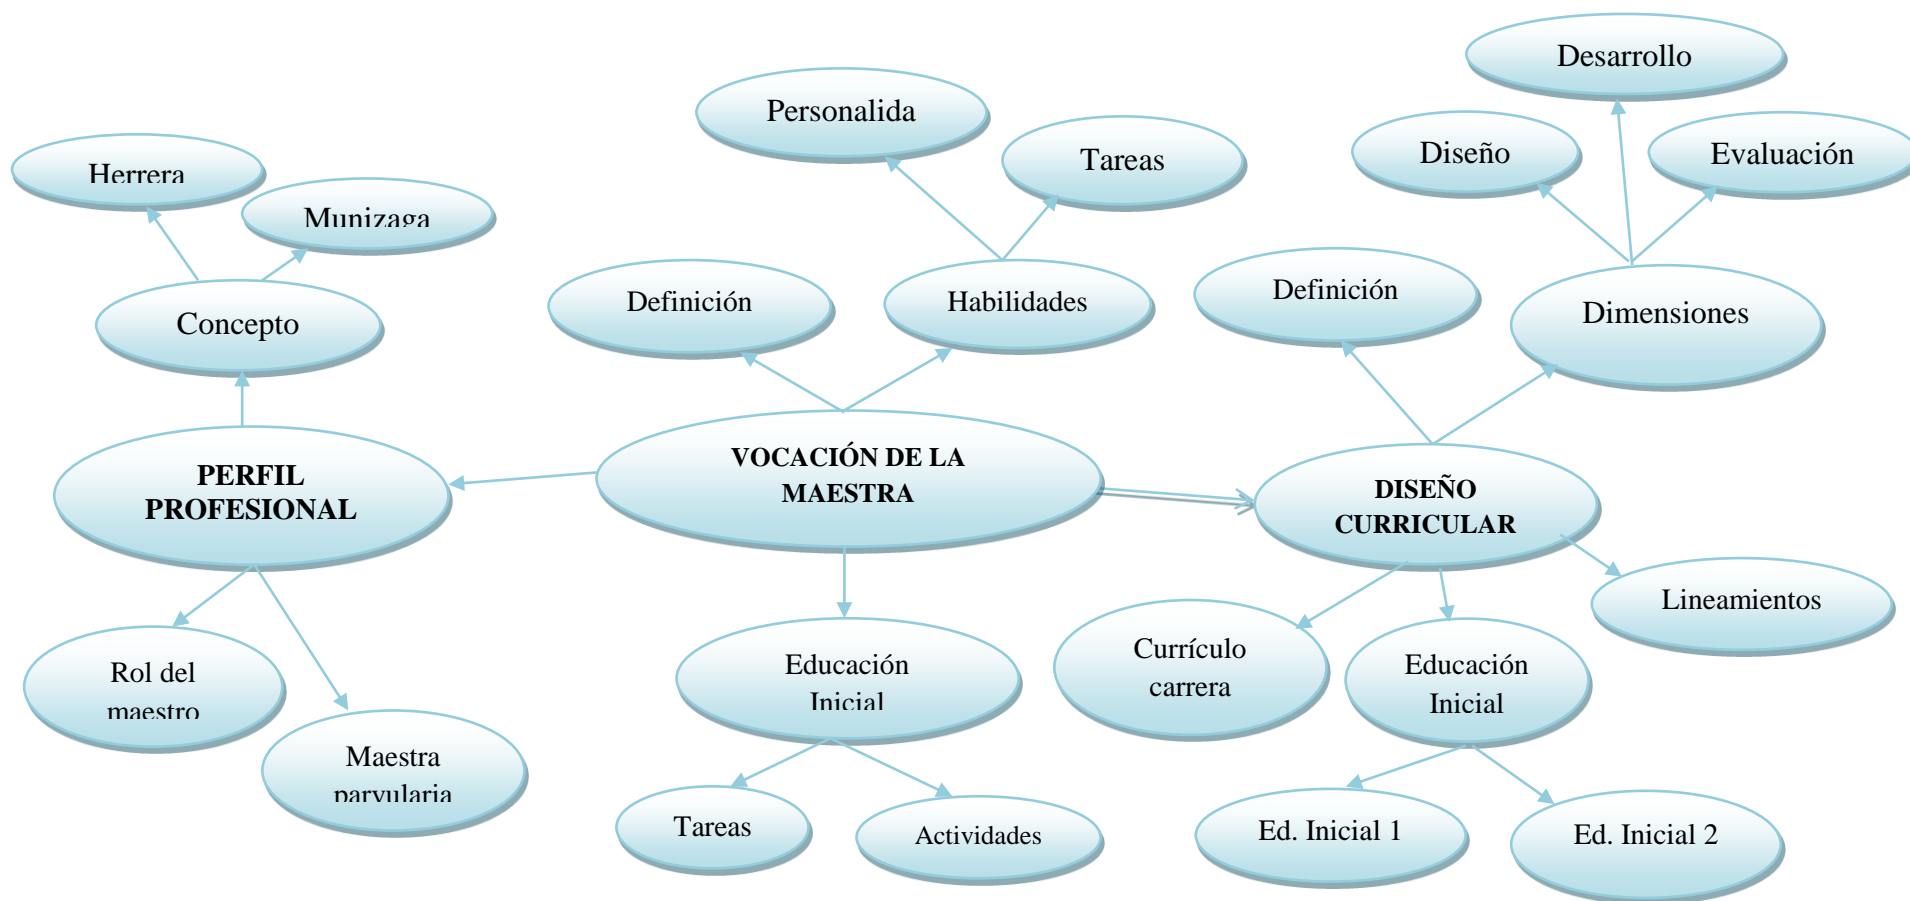 Desarrollo
Personalida
Tareas
Diseño
Evaluación
Herrera
Munizaga
Definición
Habilidades
Definición
Dimensiones
Concepto
VOCACIÓN DE LA
MAESTRA
PERFIL
PROFESIONAL
DISEÑO
CURRICULAR
Lineamientos
Rol del
maestro
Educación
Inicial
Currículo
carrera
Educación
Inicial
Maestra
parvularia
Tareas
Actividades
Ed. Inicial 1
Ed. Inicial 2